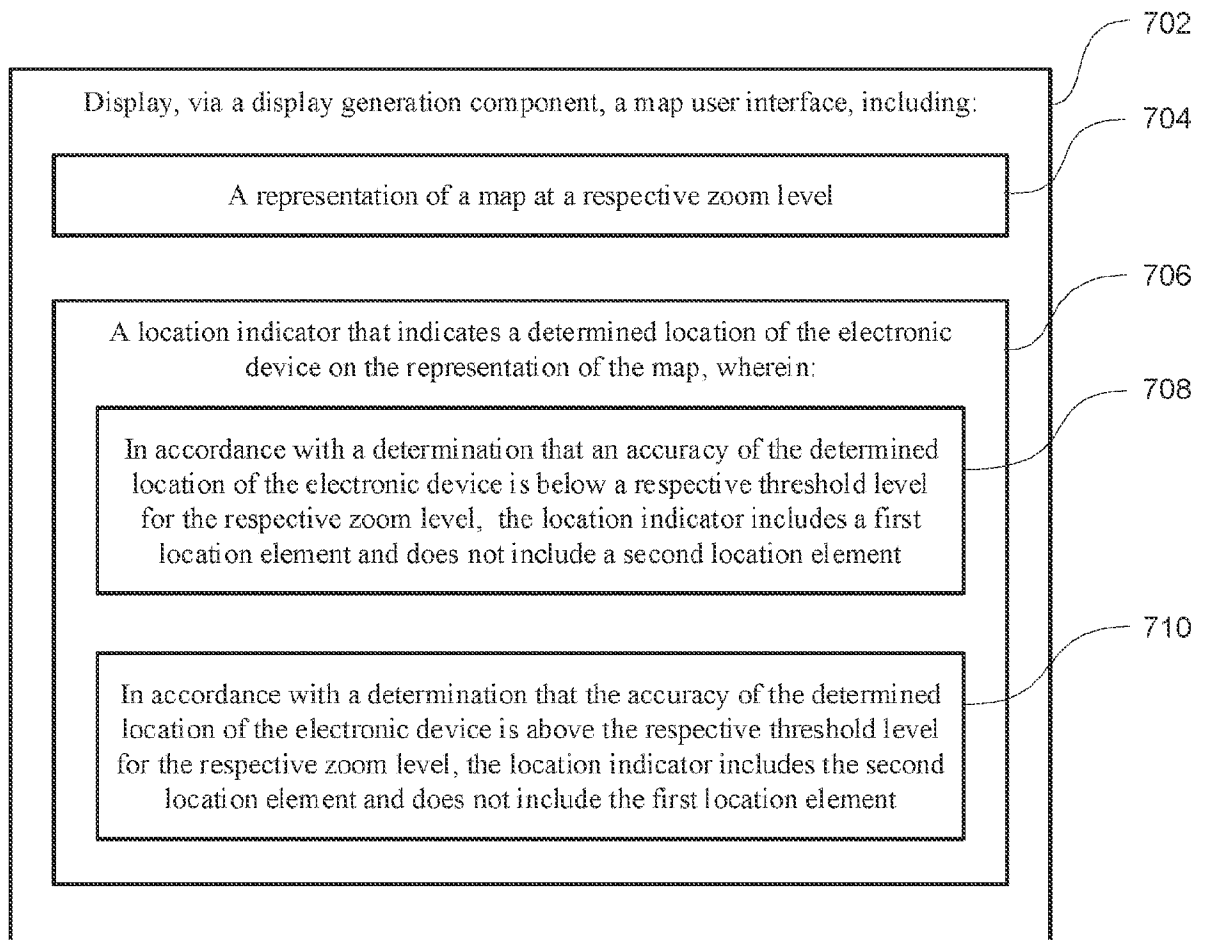 702
Display, via a display generation component, a map user interface, including:
704
A representation of a map at a respective zoom level
706
A location indicator that indicates a determined location of the electronic
device on the representation of the map, wherein:
708
In accordance with a determination that an accuracy of the determined
location of the electronic device is below a respective threshold level
for the respective zoom level, the location indicator includes a first
location element and does not include a second location element
710
In accordance with a determination that the accuracy of the determined
location of the electronic device is above the respective threshold level
for the respective zoom level, the location indicator includes the second
location element and does not include the first location element